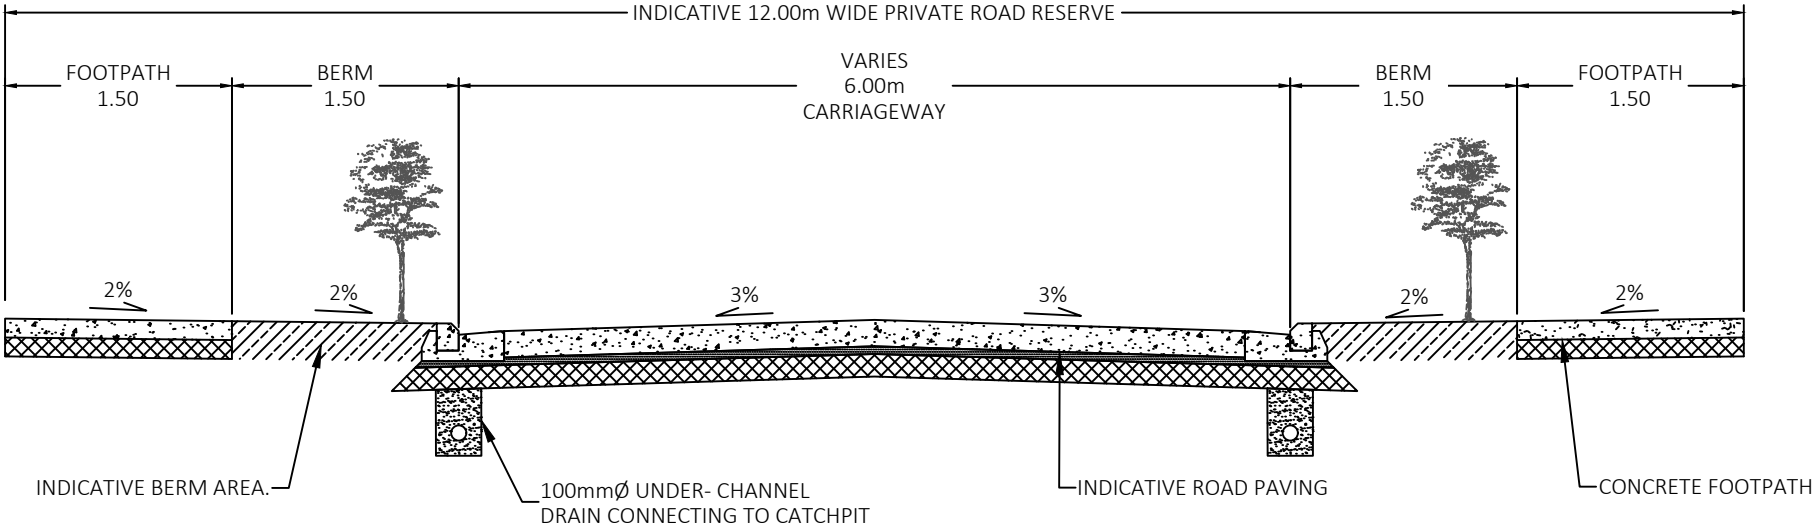 INDICATIVE 12.00m WIDE PRIVATE ROAD RESERVE
FOOTPATH
1.50
BERM
1.50
VARIES
6.00m
CARRIAGEWAY
BERM
1.50
FOOTPATH
1.50
2%
2%
3%
3%
2%
2%
INDICATIVE BERM AREA.
100mmØ UNDER- CHANNEL
DRAIN CONNECTING TO CATCHPIT
INDICATIVE ROAD PAVING
CONCRETE FOOTPATH